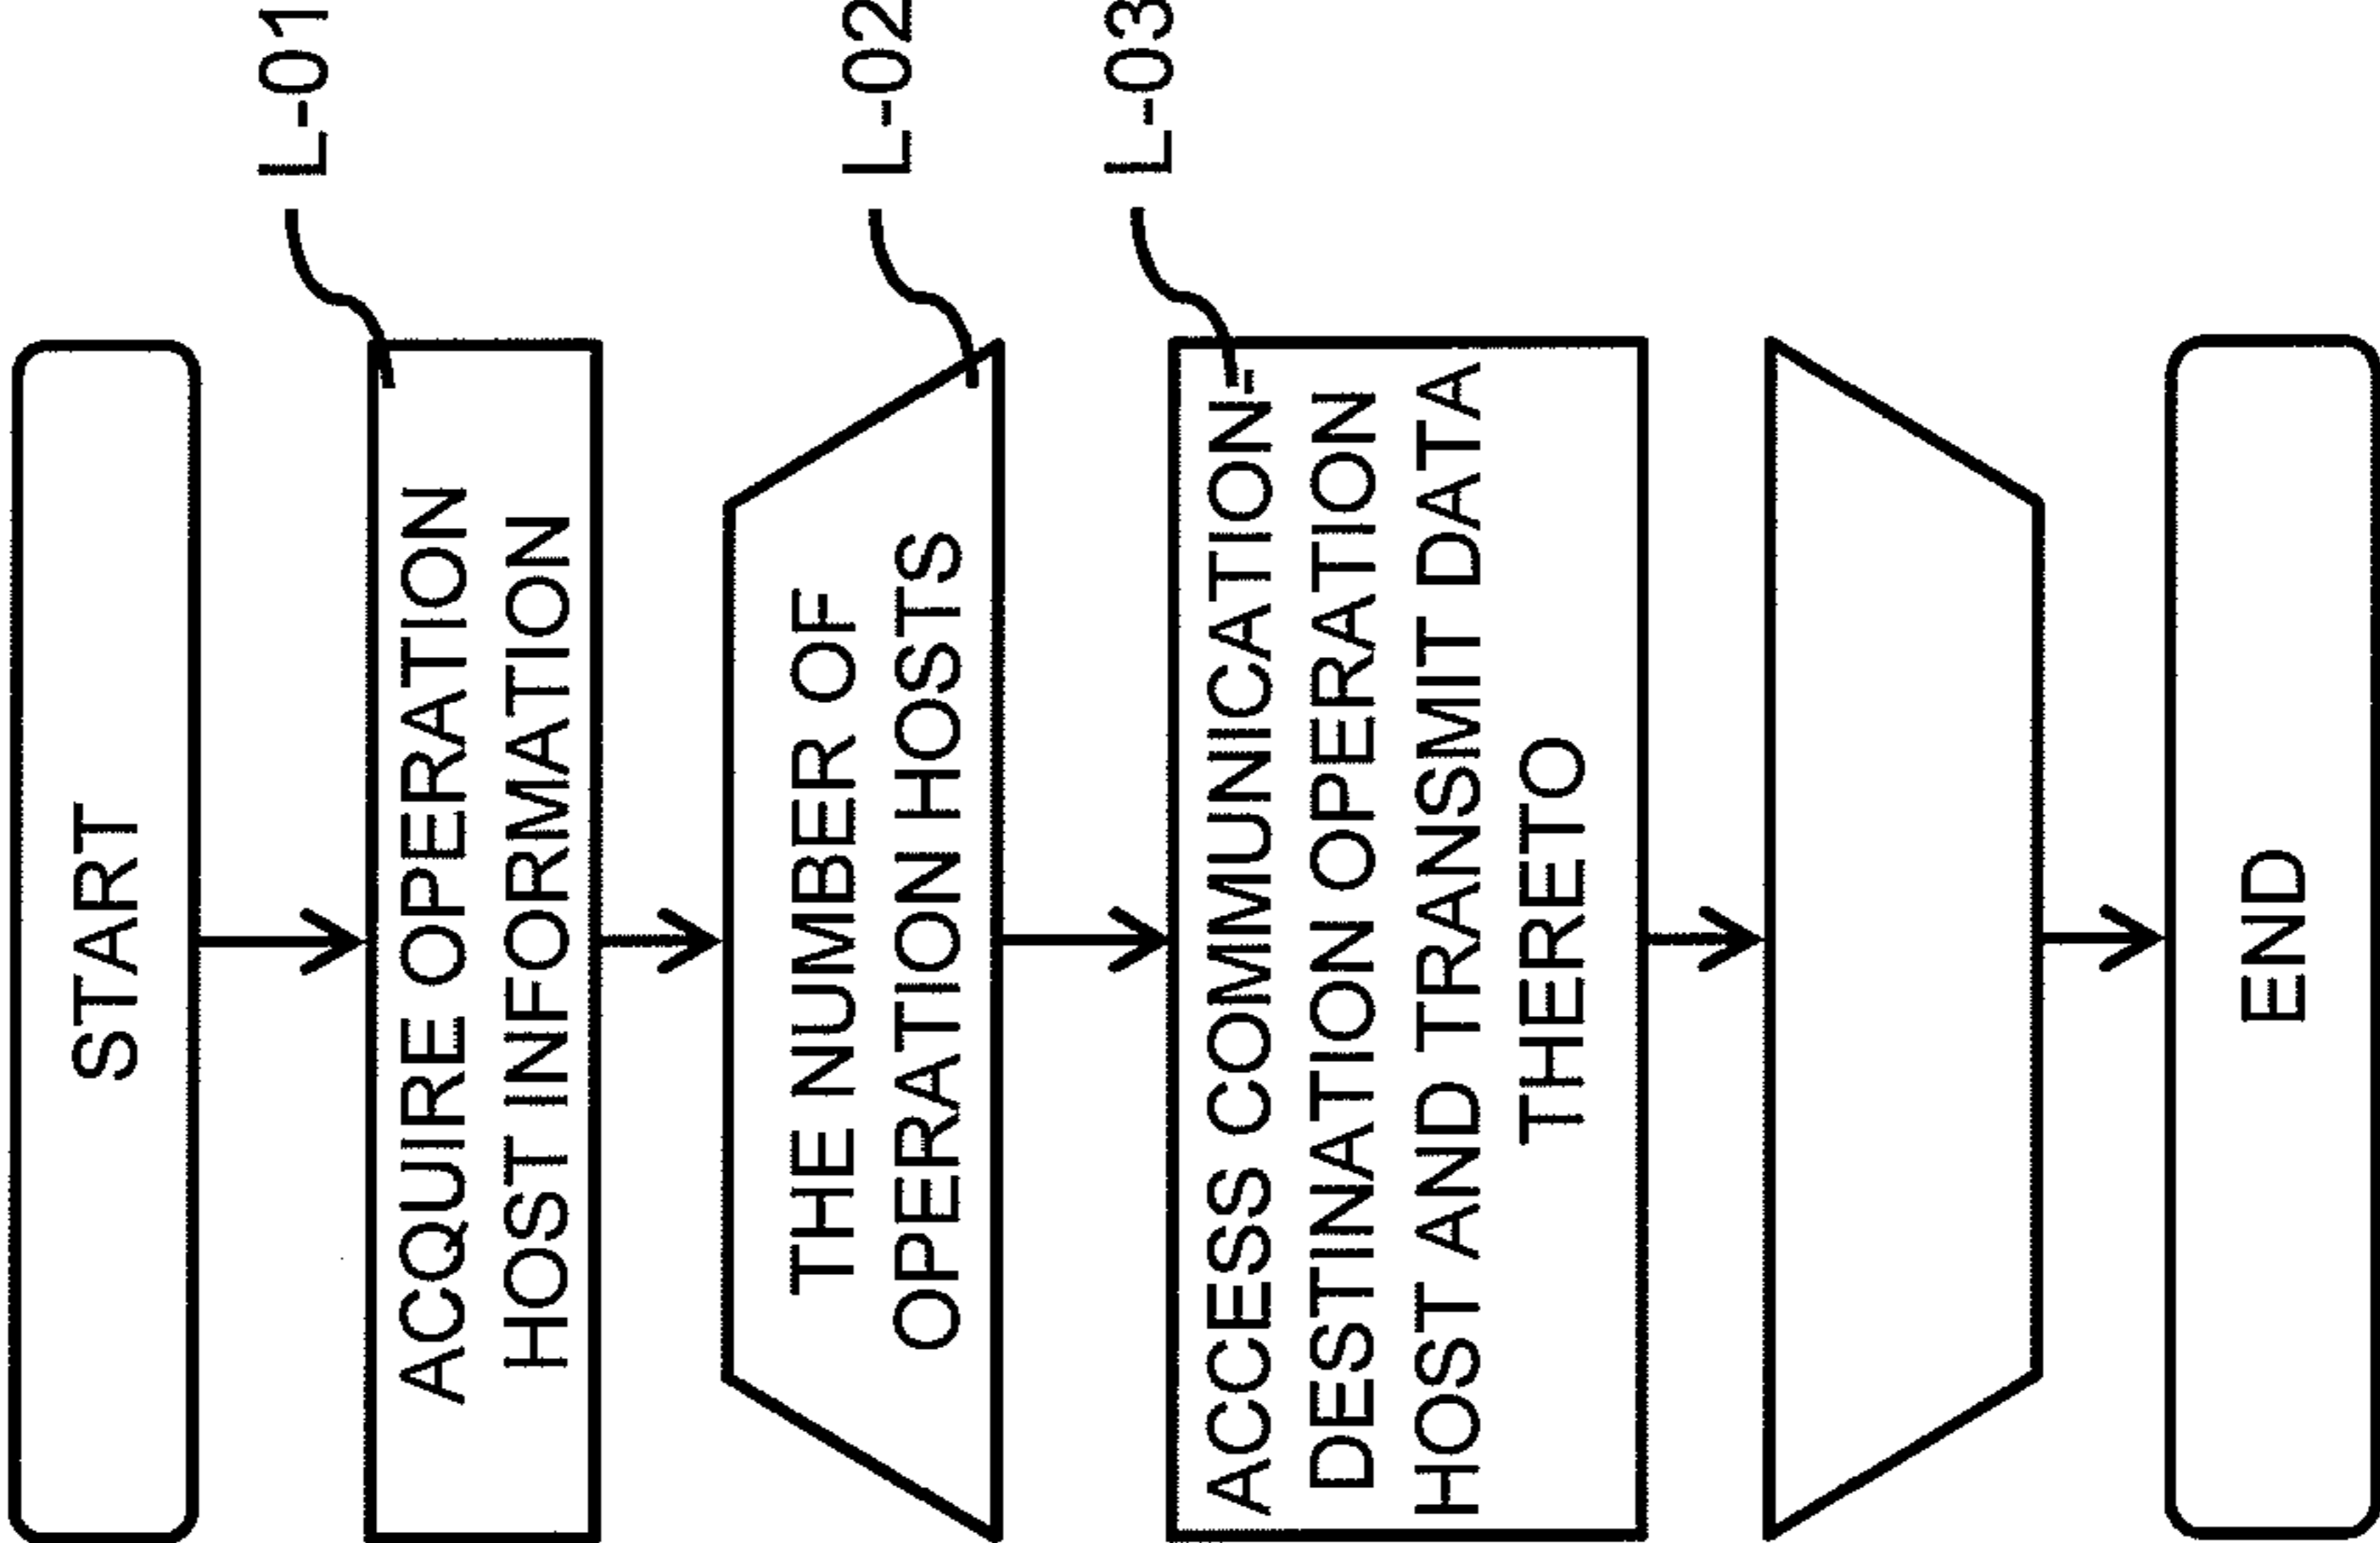 START
L-01
ACQUIRE OPERATION
HOST INFORMATION
L-02
THE NUMBER OF
OPERATION HOSTS
L-03
ACCESS COMMUNICATION-
DESTINATION OPERATION
HOST AND TRANSMIT DATA
THERETO
END